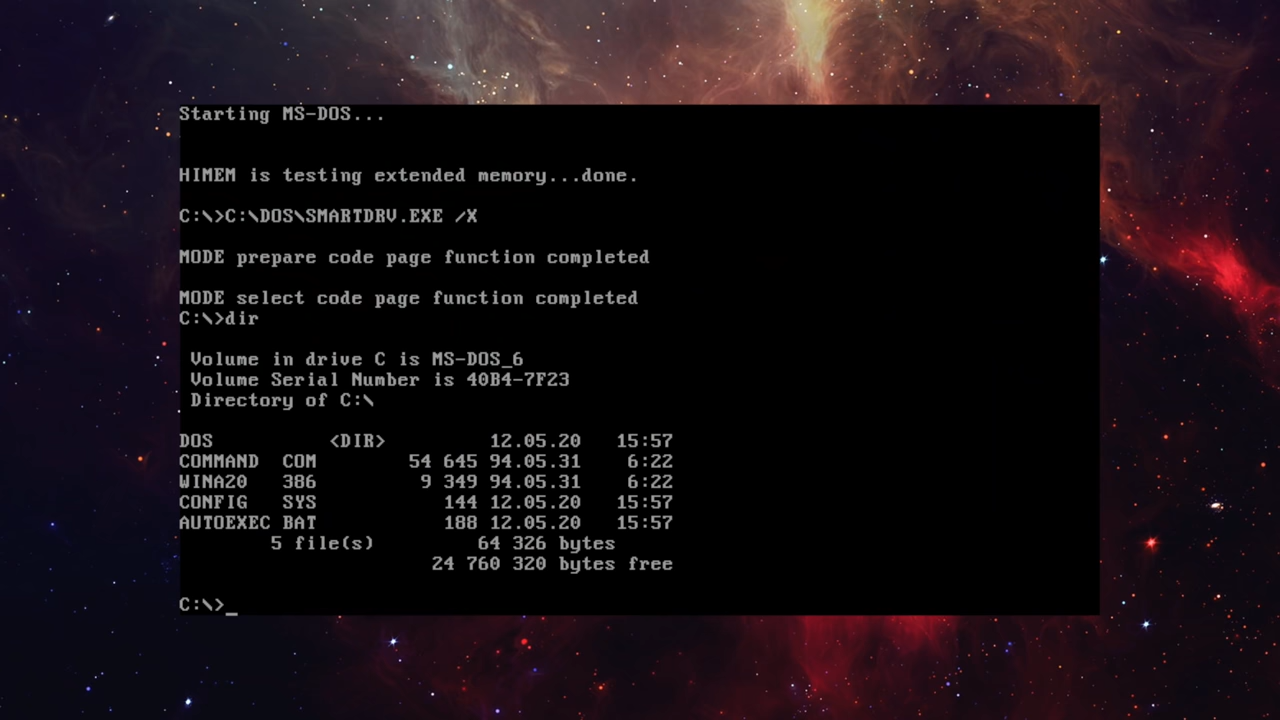 Starting MS-DOS...
HIMEM is testing extended memory...done.
C:\>C:\DOS\SMARTDRV.EXE /X
MODE prepare code page function completed
MODE select code page function completed
C:\>dir
Volume in drive C is MS-DOS_6
Volume Serial Number is 40B4-7F23
Directory of C:\
DOS <DIR> 12.05.20 15:57
COMMAND COM 54 645 94.05.31 6:22
WINA20 386 9 349 94.05.31 6:22
CONFIG SYS 144 12.05.20 15:57
AUTOEXEC BAT 188 12.05.20 15:57
5 file(s) 64 326 bytes
24 760 320 bytes free
C:\>_